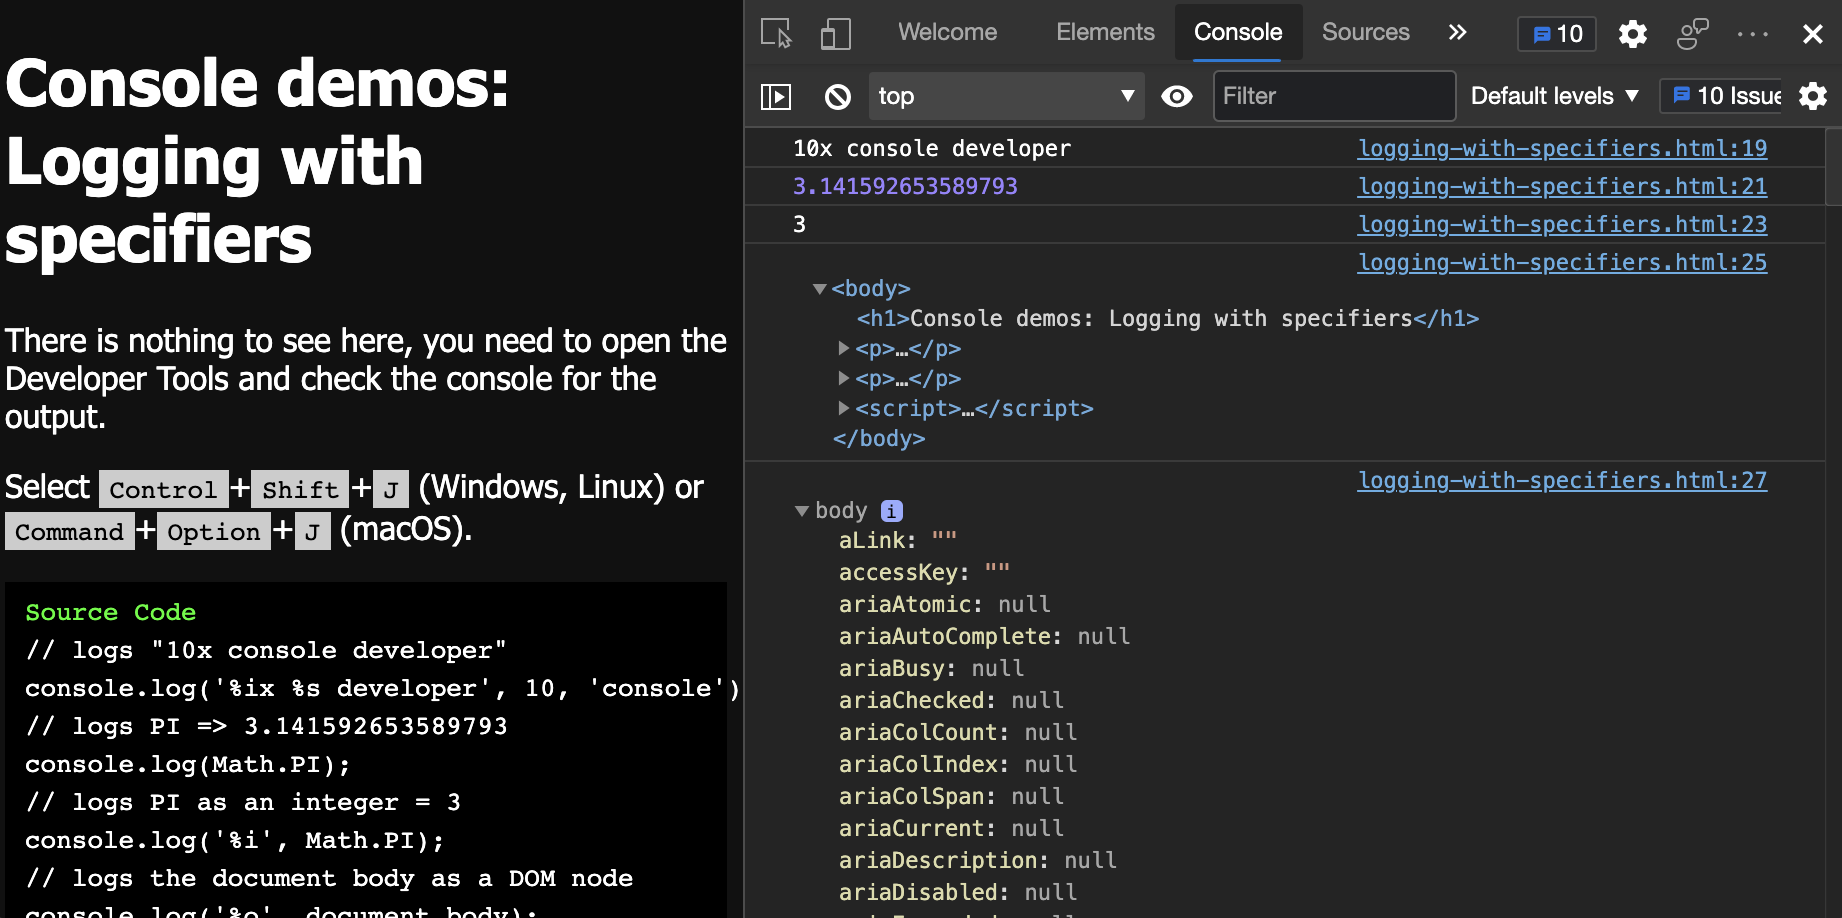 Console demos:
Logging with
specifiers
There is nothing to see here, you need to open the
Developer Tools and check the console for the
output.
Select Control+Shift+J (Windows, Linux) or
Command+Option+J (macOS).
Source Code
// logs "10x console developer"
console.log('%ix %s developer', 10, 'console')
// logs PI => 3.141592653589793
console.log(Math.PI);
// logs PI as an integer = 3
console.log('%i', Math.PI);
// logs the document body as a DOM node
console.log('%o', document.body);
Welcome Elements Console Sources 10
top Filter Default levels 10 Issue
10x console developer logging-with-specifiers.html:19
3.141592653589793 logging-with-specifiers.html:21
3 logging-with-specifiers.html:23
logging-with-specifiers.html:25
<body>
<h1>Console demos: Logging with specifiers</h1>
<p>…</p>
<p>…</p>
<script>…</script>
</body>
logging-with-specifiers.html:27
body i
aLink: ""
accessKey: ""
ariaAtomic: null
ariaAutoComplete: null
ariaBusy: null
ariaChecked: null
ariaColCount: null
ariaColIndex: null
ariaColSpan: null
ariaCurrent: null
ariaDescription: null
ariaDisabled: null